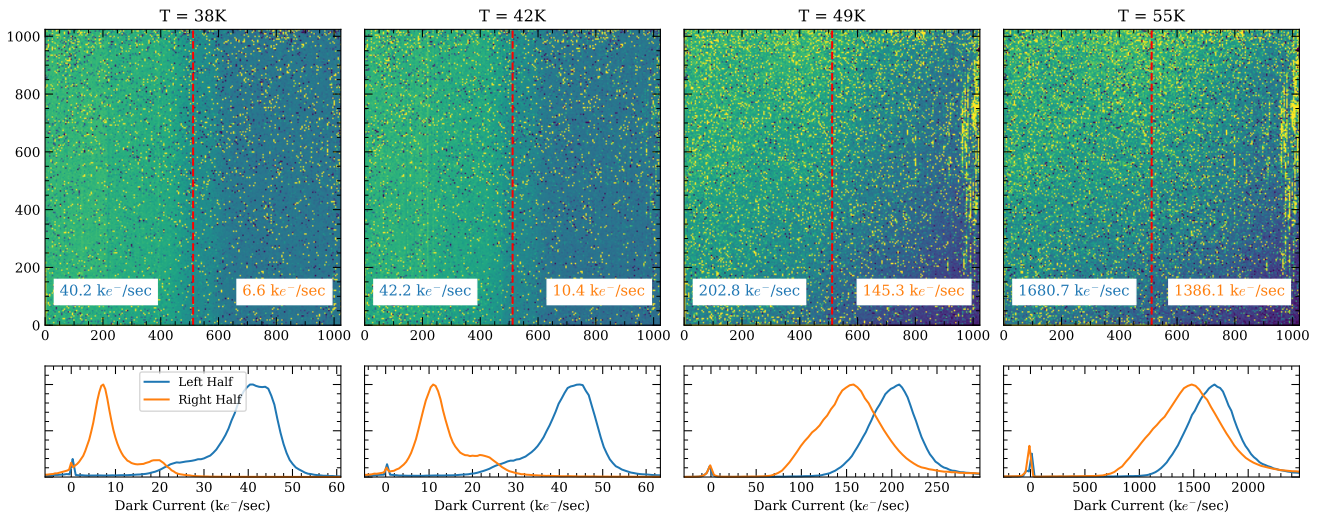 T = 38K T = 42K T = 49K T = 55K
1000
800
600
400
200
0
40.2 ke⁻/sec 6.6 ke⁻/sec 42.2 ke⁻/sec 10.4 ke⁻/sec 202.8 ke⁻/sec 145.3 ke⁻/sec 1680.7 ke⁻/sec 1386.1 ke⁻/sec
0 200 400 600 800 1000 0 200 400 600 800 1000 0 200 400 600 800 1000 0 200 400 600 800 1000
Left Half
Right Half
0 10 20 30 40 50 60 0 10 20 30 40 50 60 0 50 100 150 200 250 0 500 1000 1500 2000
Dark Current (ke⁻/sec) Dark Current (ke⁻/sec) Dark Current (ke⁻/sec) Dark Current (ke⁻/sec)